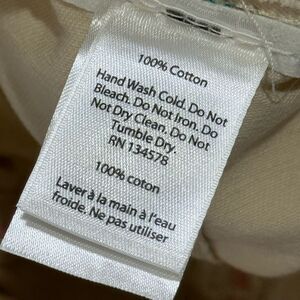 100% Cotton
Hand Wash Cold. Do Not
Bleach. Do Not Iron. Do
Not Dry Clean. Do Not
Tumble Dry.
RN 134578
100% coton
Laver à la main à l'eau
froide. Ne pas utiliser